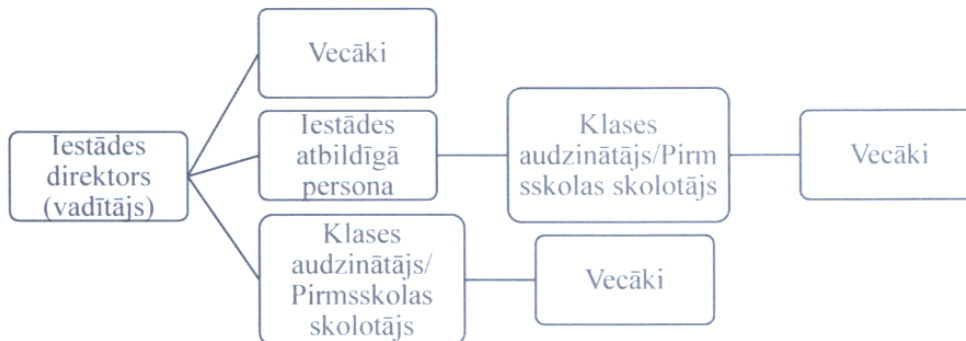 Vecāki
Iestādes
direktors
(vadītājs)
Iestādes
atbildīgā
persona
Klases
audzinātājs/Pirm
sskolas skolotājs
Vecāki
Klases
audzinātājs/
Pirmsskolas
skolotājs
Vecāki